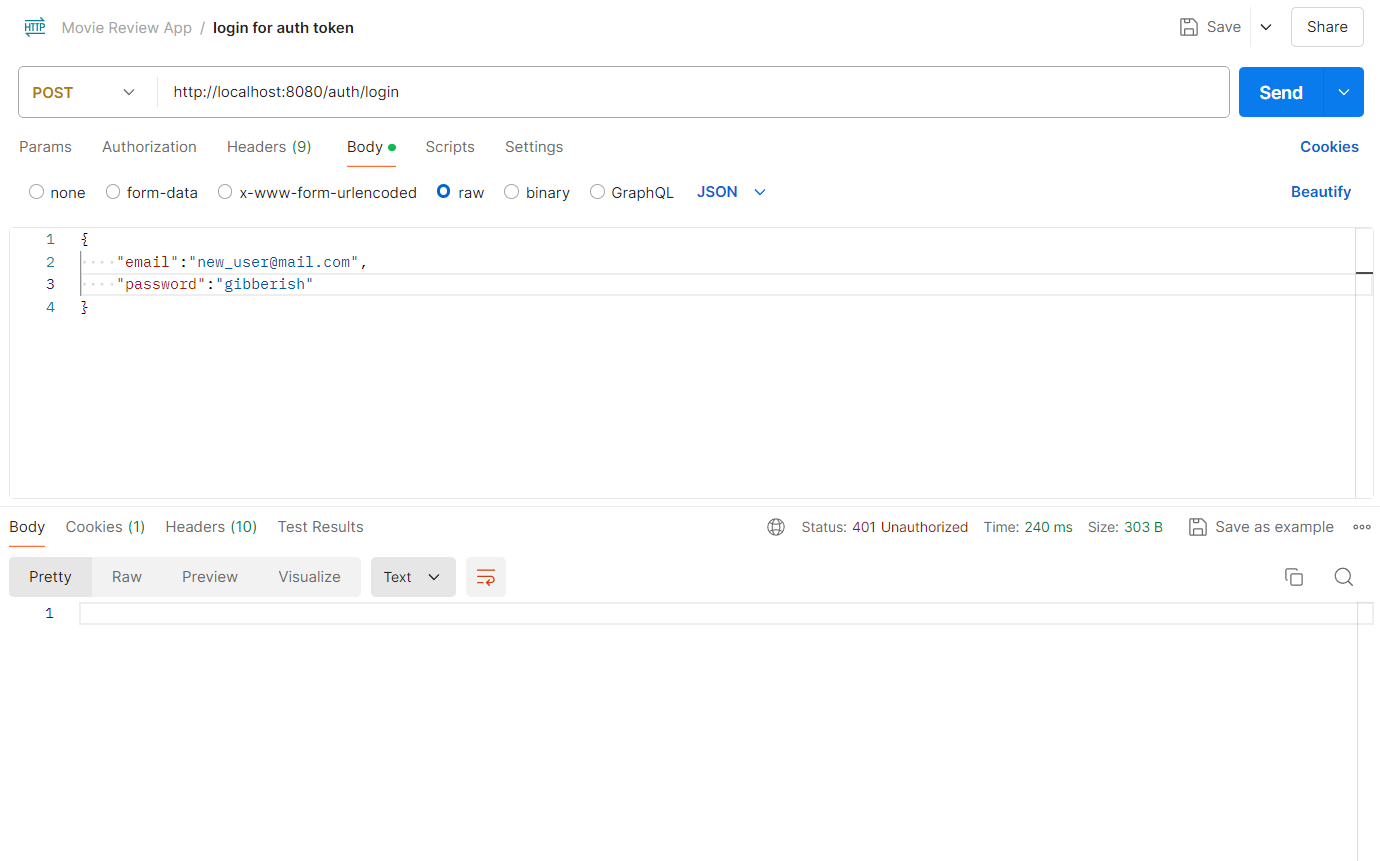 HTTP Movie Review App / login for auth token Save Share
POST http://localhost:8080/auth/login Send
Params Authorization Headers (9) Body Scripts Settings Cookies
none form-data x-www-form-urlencoded raw binary GraphQL JSON Beautify
1 {
2 ····"email":"new_user@mail.com",
3 ····"password":"gibberish"
4 }
Body Cookies (1) Headers (10) Test Results Status: 401 Unauthorized Time: 240 ms Size: 303 B Save as example
Pretty Raw Preview Visualize Text
1